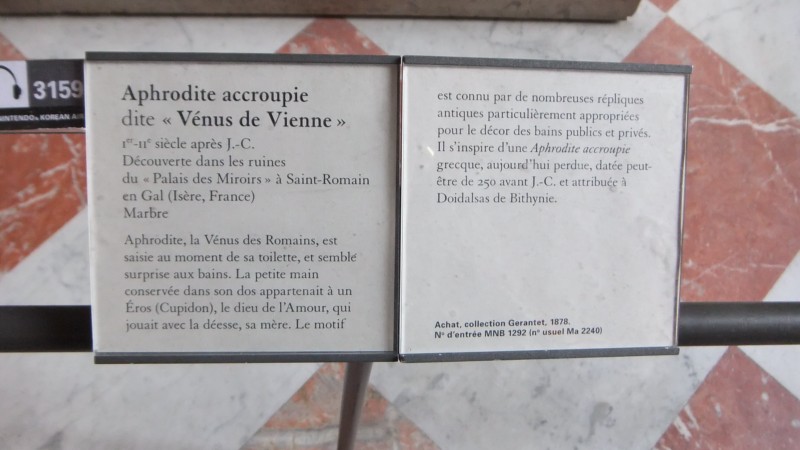 3159
NINTENDO. KOREAN AIR
Aphrodite accroupie
dite « Vénus de Vienne »
Ier-IIe siècle après J.-C.
Découverte dans les ruines
du « Palais des Miroirs » à Saint-Romain
en Gal (Isère, France)
Marbre
Aphrodite, la Vénus des Romains, est
saisie au moment de sa toilette, et semble
surprise aux bains. La petite main
conservée dans son dos appartenait à un
Éros (Cupidon), le dieu de l'Amour, qui
jouait avec la déesse, sa mère. Le motif
est connu par de nombreuses répliques
antiques particulièrement appropriées
pour le décor des bains publics et privés.
Il s'inspire d'une Aphrodite accroupie
grecque, aujourd'hui perdue, datée peut-
être de 250 avant J.-C. et attribuée à
Doidalsas de Bithynie.
Achat, collection Gerantet, 1878.
N° d'entrée MNB 1292 (n° usuel Ma 2240)